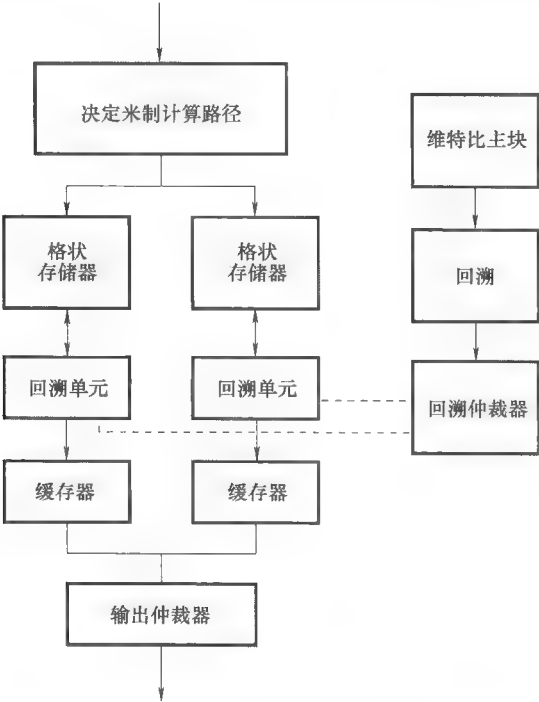 决定米制计算路径
维特比主块
格状
存储器
格状
存储器
回溯
回溯单元
回溯单元
回溯仲裁器
缓存器
缓存器
输出仲裁器